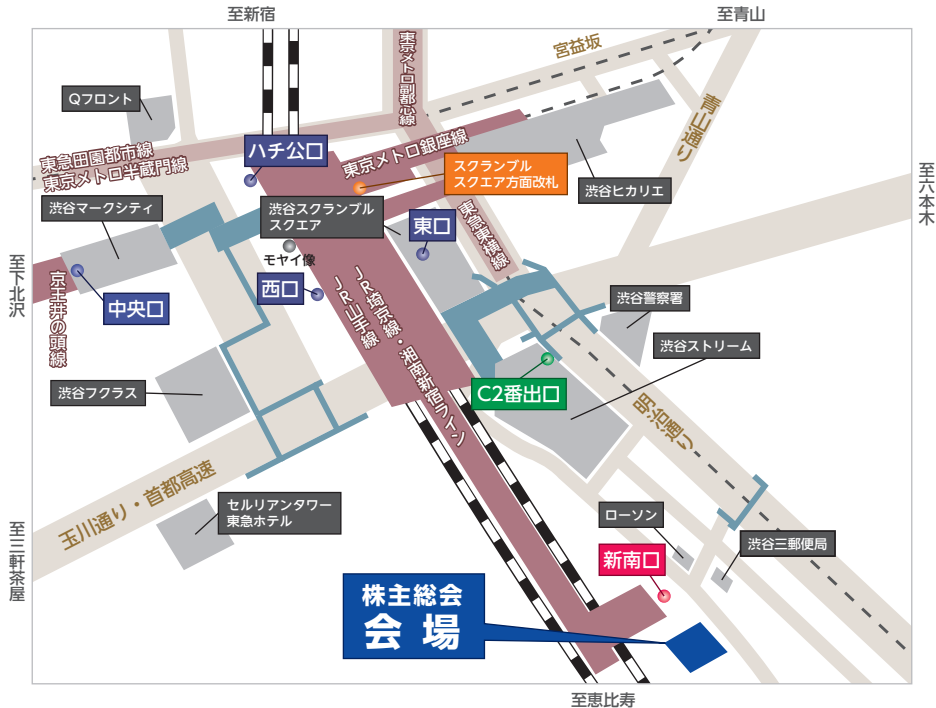 至新宿
至青山
宮益坂
東京メトロ副都心線
Qフロント
青山通り
ハチ公口
東急田園都市線
東京メトロ半蔵門線
東京メトロ銀座線
スクランブル
スクエア方面改札
渋谷ヒカリエ
至六本木
渋谷マークシティ
渋谷スクランブル
スクエア
東口
東急東横線
モヤイ像
至下北沢
京王井の頭線
中央口
西口
JR埼京線・湘南新宿ライン
JR山手線
渋谷警察署
渋谷ストリーム
渋谷フクラス
C2番出口
明治通り
玉川通り・首都高速
セルリアンタワー
東急ホテル
ローソン
至三軒茶屋
新南口
渋谷三郵便局
株主総会
会場
至恵比寿